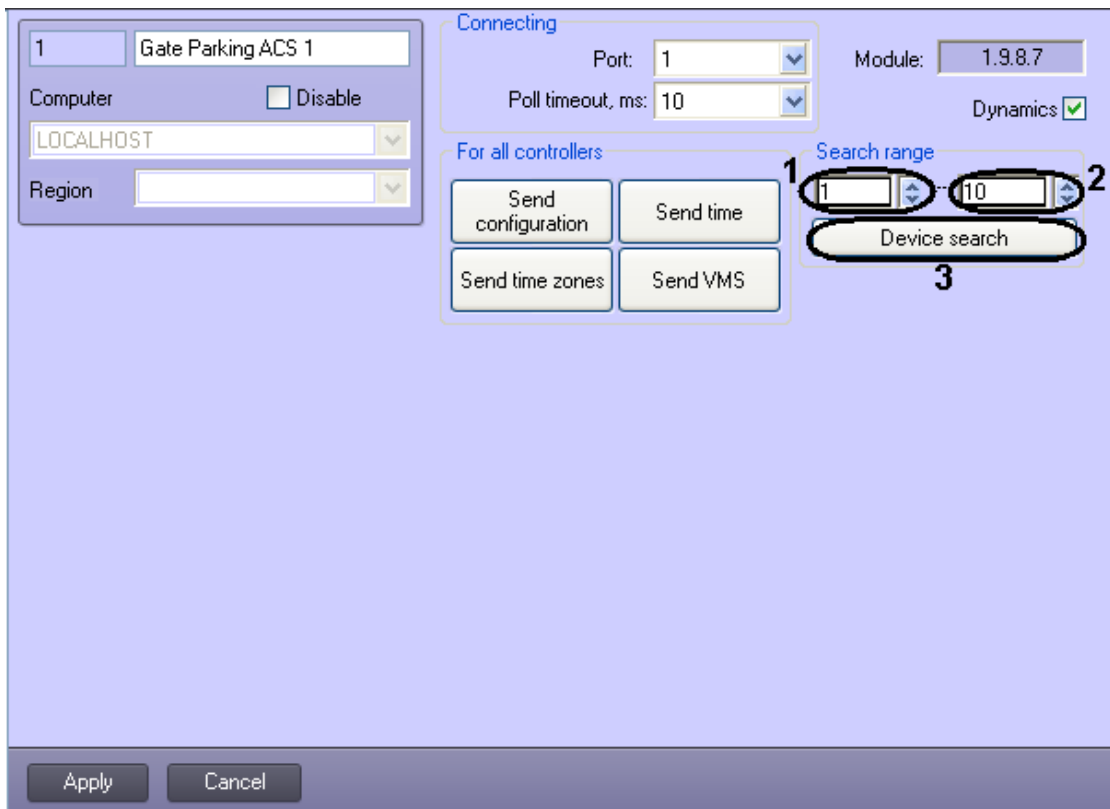 1
Gate Parking ACS 1
Computer
Disable
LOCALHOST
Region
Connecting
Port:
1
Poll timeout, ms:
10
Module:
1.9.8.7
Dynamics
For all controllers
Send
configuration
Send time
Send time zones
Send VMS
Search range
1
1
--
10
2
Device search
3
Apply
Cancel